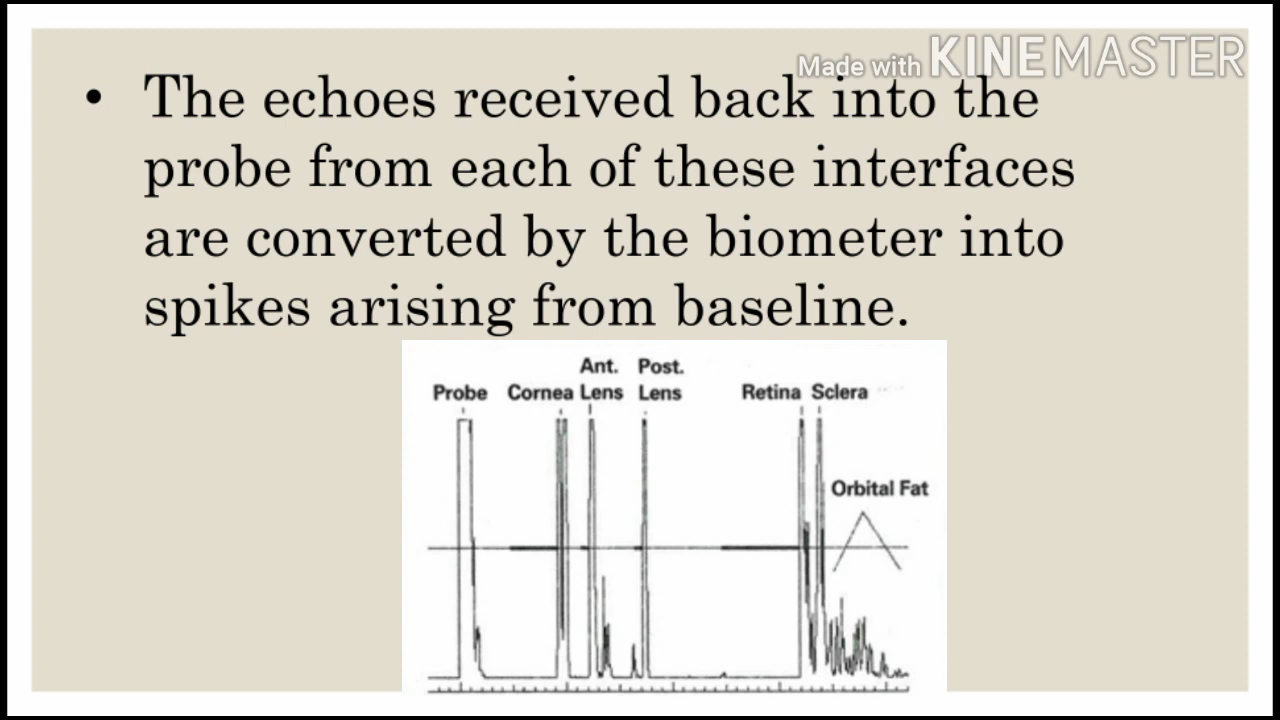 Made with KINEMASTER
• The echoes received back into the
probe from each of these interfaces
are converted by the biometer into
spikes arising from baseline.
Ant. Post.
Probe Cornea Lens Lens Retina Sclera
Orbital Fat